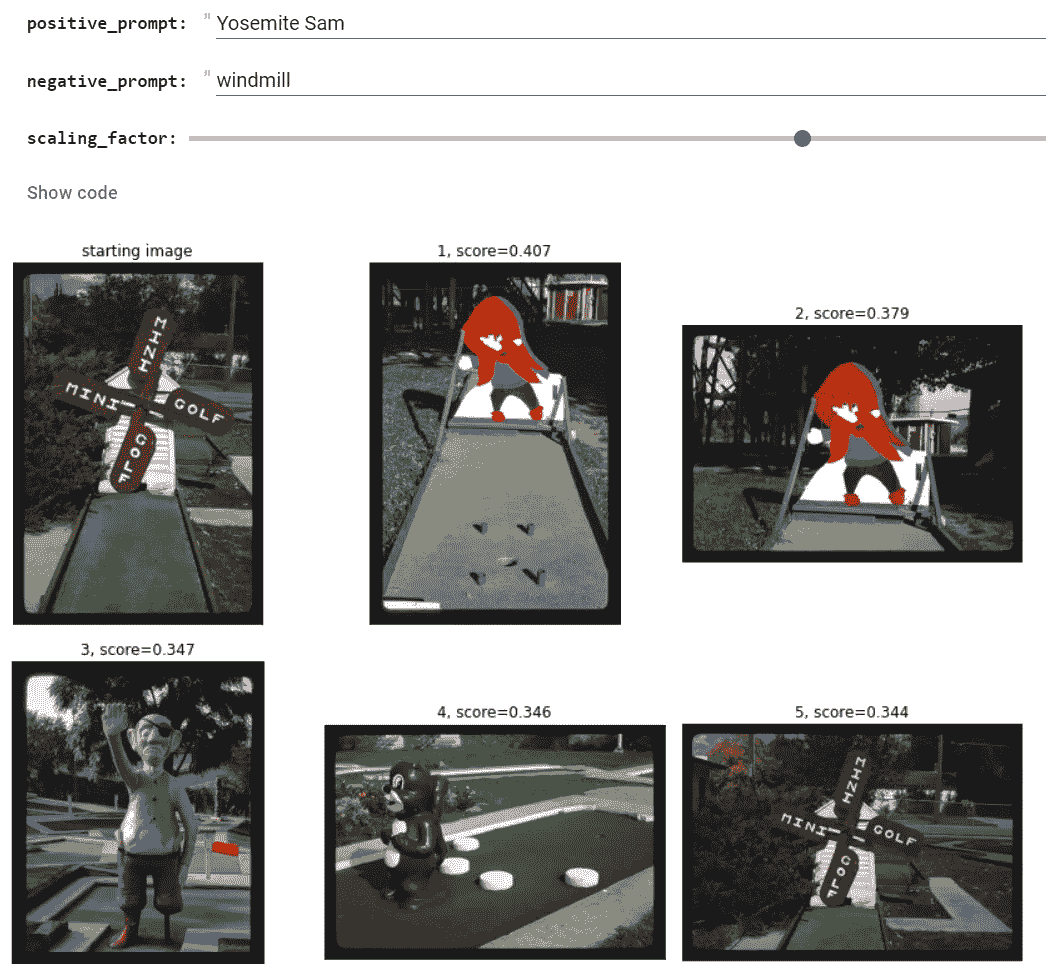 positive_prompt: " Yosemite Sam
negative_prompt: " windmill
scaling_factor:
Show code
starting image
MINI
MINI
GOLF
GOLF
1, score=0.407
2, score=0.379
3, score=0.347
4, score=0.346
5, score=0.344
MINI
MINI
GOLF
GOLF